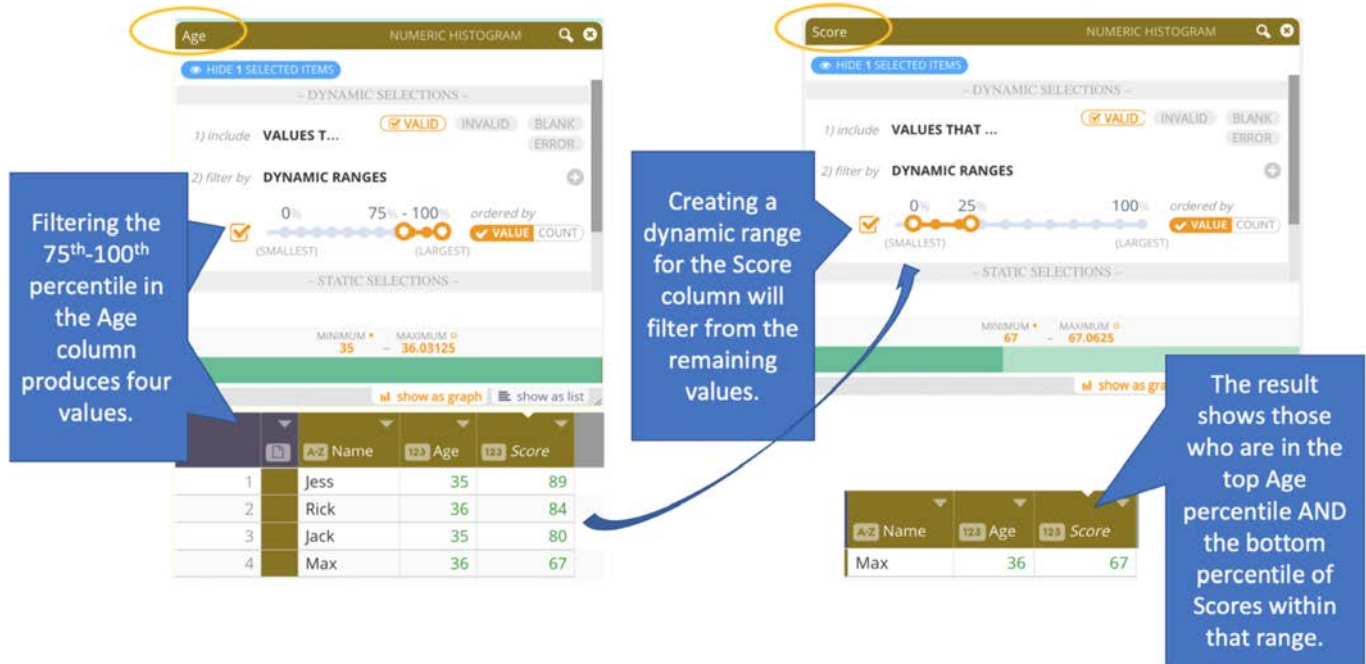 Age NUMERIC HISTOGRAM
HIDE 1 SELECTED ITEMS
– DYNAMIC SELECTIONS –
1) include VALUES T... VALID INVALID BLANK
ERROR
2) filter by DYNAMIC RANGES
0% 75% - 100% ordered by
VALUE COUNT
(SMALLEST) (LARGEST)
– STATIC SELECTIONS –
MINIMUM MAXIMUM
35 – 36.03125
show as graph show as list
Filtering the
75th-100th
percentile in
the Age
column
produces four
values.
A-Z Name 123 Age 123 Score
1 Jess 35 89
2 Rick 36 84
3 Jack 35 80
4 Max 36 67
Creating a
dynamic range
for the Score
column will
filter from the
remaining
values.
Score NUMERIC HISTOGRAM
HIDE 1 SELECTED ITEMS
– DYNAMIC SELECTIONS –
1) include VALUES THAT ... VALID INVALID BLANK
ERROR
2) filter by DYNAMIC RANGES
0% 25% 100% ordered by
VALUE COUNT
(SMALLEST) (LARGEST)
– STATIC SELECTIONS –
MINIMUM MAXIMUM
67 – 67.0625
show as gra
A-Z Name 123 Age 123 Score
Max 36 67
The result
shows those
who are in the
top Age
percentile AND
the bottom
percentile of
Scores within
that range.